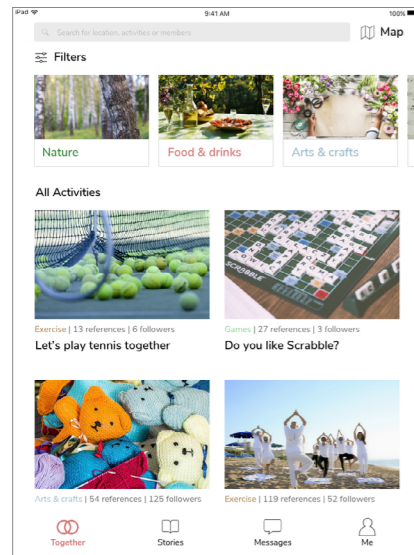 iPad
9:41 AM
100%
Search for location, activities or members
Map
Filters
Nature
Food & drinks
Arts & crafts
All Activities
SCRABBLE
Exercise | 13 references | 6 followers
Let's play tennis together
Games | 27 references | 3 followers
Do you like Scrabble?
Arts & crafts | 54 references | 125 followers
Exercise | 119 references | 52 followers
Together
Stories
Messages
Me